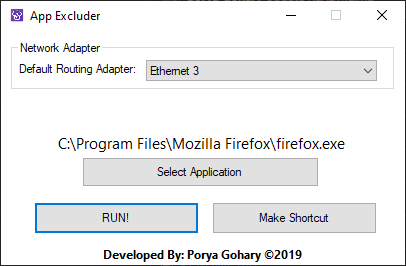 App Excluder
Network Adapter
Default Routing Adapter: Ethernet 3
C:\Program Files\Mozilla Firefox\firefox.exe
Select Application
RUN! Make Shortcut
Developed By: Porya Gohary ©2019